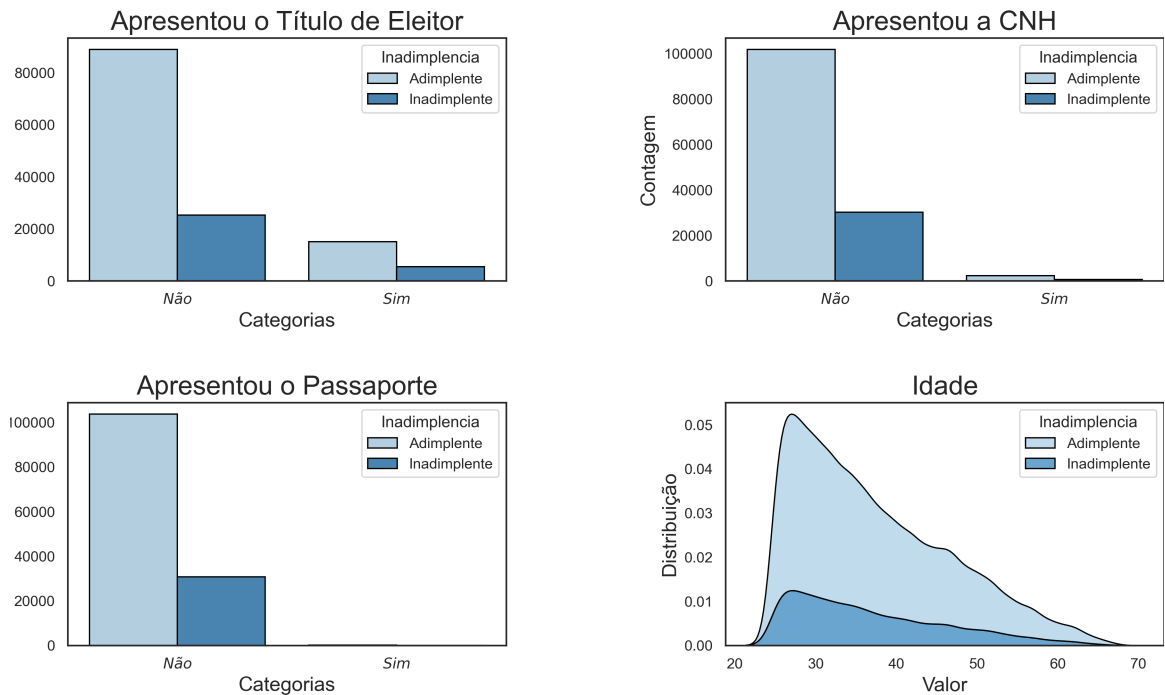 Apresentou o Título de Eleitor
80000
60000
40000
20000
0
Inadimplencia
Adimplente
Inadimplente
Não
Sim
Categorias
Apresentou a CNH
Contagem
100000
80000
60000
40000
20000
0
Inadimplencia
Adimplente
Inadimplente
Não
Sim
Categorias
Apresentou o Passaporte
100000
80000
60000
40000
20000
0
Inadimplencia
Adimplente
Inadimplente
Não
Sim
Categorias
Idade
Distribuição
0.05
0.04
0.03
0.02
0.01
0.00
Inadimplencia
Adimplente
Inadimplente
20 30 40 50 60 70
Valor